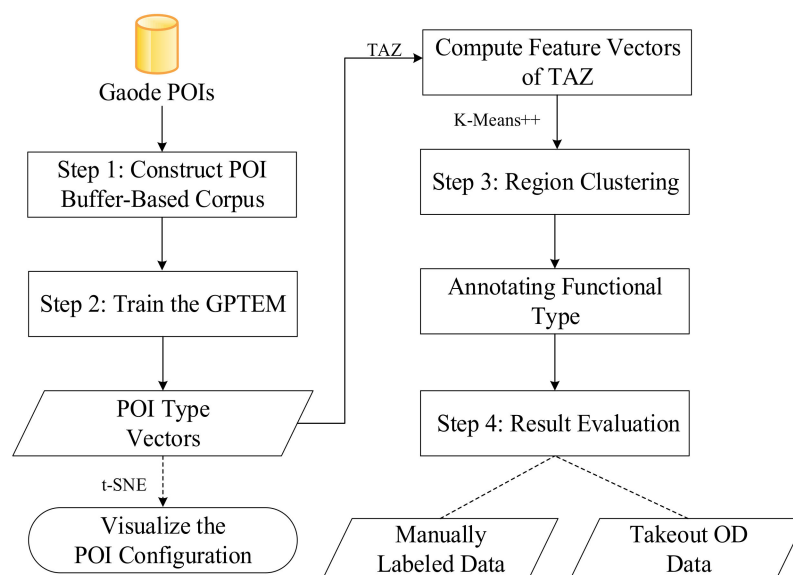 Gaode POIs
Step 1: Construct POI
Buffer-Based Corpus
Step 2: Train the GPTEM
POI Type
Vectors
t-SNE
Visualize the
POI Configuration
TAZ
Compute Feature Vectors
of TAZ
K-Means++
Step 3: Region Clustering
Annotating Functional
Type
Step 4: Result Evaluation
Manually
Labeled Data
Takeout OD
Data